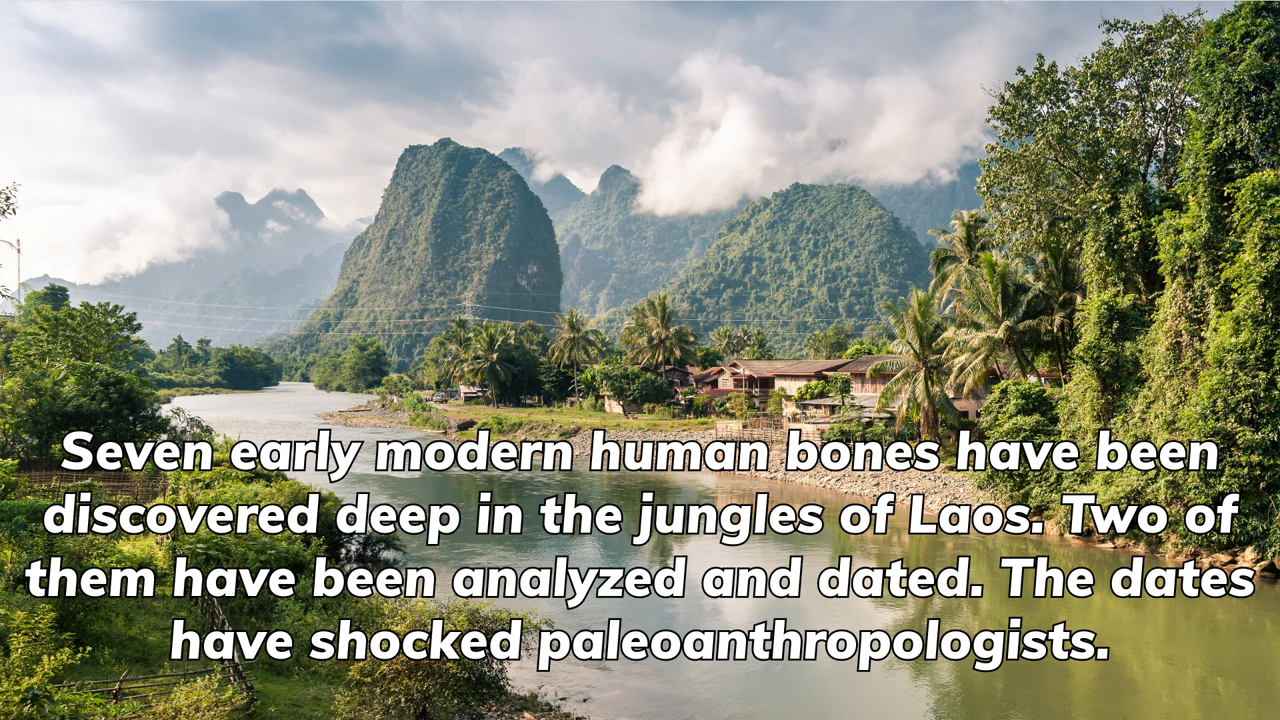 Seven early modern human bones have been
discovered deep in the jungles of Laos. Two of
them have been analyzed and dated. The dates
have shocked paleoanthropologists.